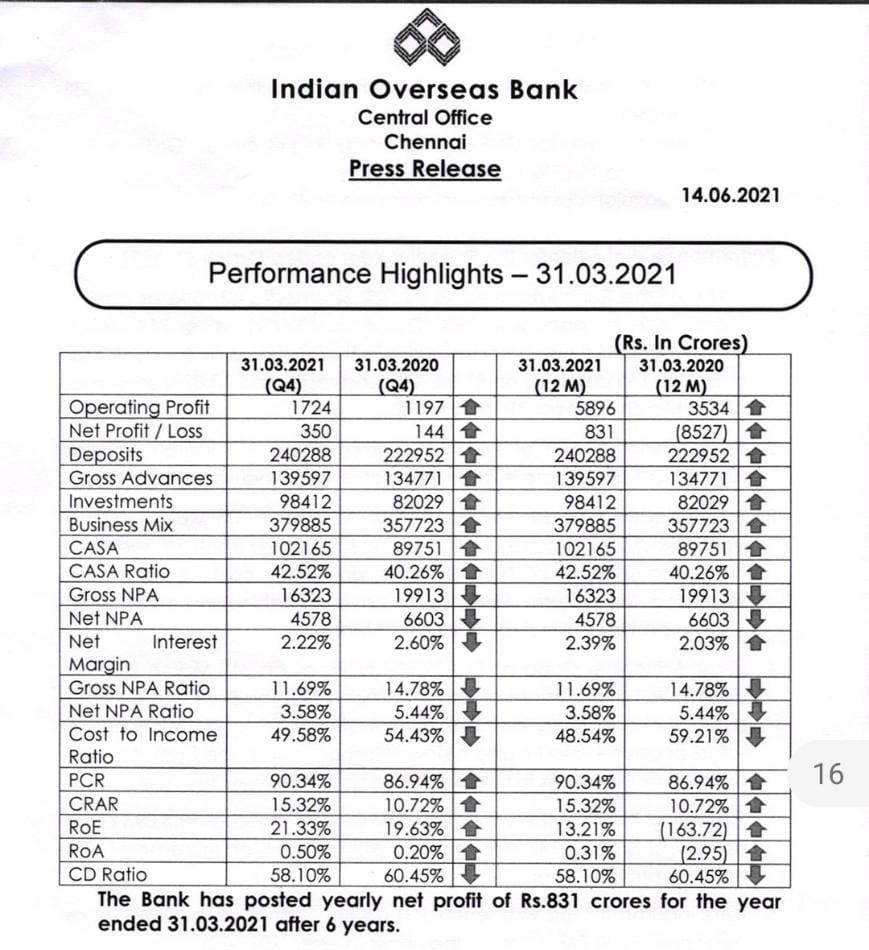 Indian Overseas Bank
Central Office
Chennai
Press Release
14.06.2021
Performance Highlights – 31.03.2021
(Rs. In Crores)
31.03.2021 (Q4) 31.03.2020 (Q4) 31.03.2021 (12 M) 31.03.2020 (12 M)
Operating Profit 1724 1197 5896 3534
Net Profit / Loss 350 144 831 (8527)
Deposits 240288 222952 240288 222952
Gross Advances 139597 134771 139597 134771
Investments 98412 82029 98412 82029
Business Mix 379885 357723 379885 357723
CASA 102165 89751 102165 89751
CASA Ratio 42.52% 40.26% 42.52% 40.26%
Gross NPA 16323 19913 16323 19913
Net NPA 4578 6603 4578 6603
Net Interest Margin 2.22% 2.60% 2.39% 2.03%
Gross NPA Ratio 11.69% 14.78% 11.69% 14.78%
Net NPA Ratio 3.58% 5.44% 3.58% 5.44%
Cost to Income Ratio 49.58% 54.43% 48.54% 59.21%
PCR 90.34% 86.94% 90.34% 86.94%
CRAR 15.32% 10.72% 15.32% 10.72%
RoE 21.33% 19.63% 13.21% (163.72)
RoA 0.50% 0.20% 0.31% (2.95)
CD Ratio 58.10% 60.45% 58.10% 60.45%
16
The Bank has posted yearly net profit of Rs.831 crores for the year
ended 31.03.2021 after 6 years.